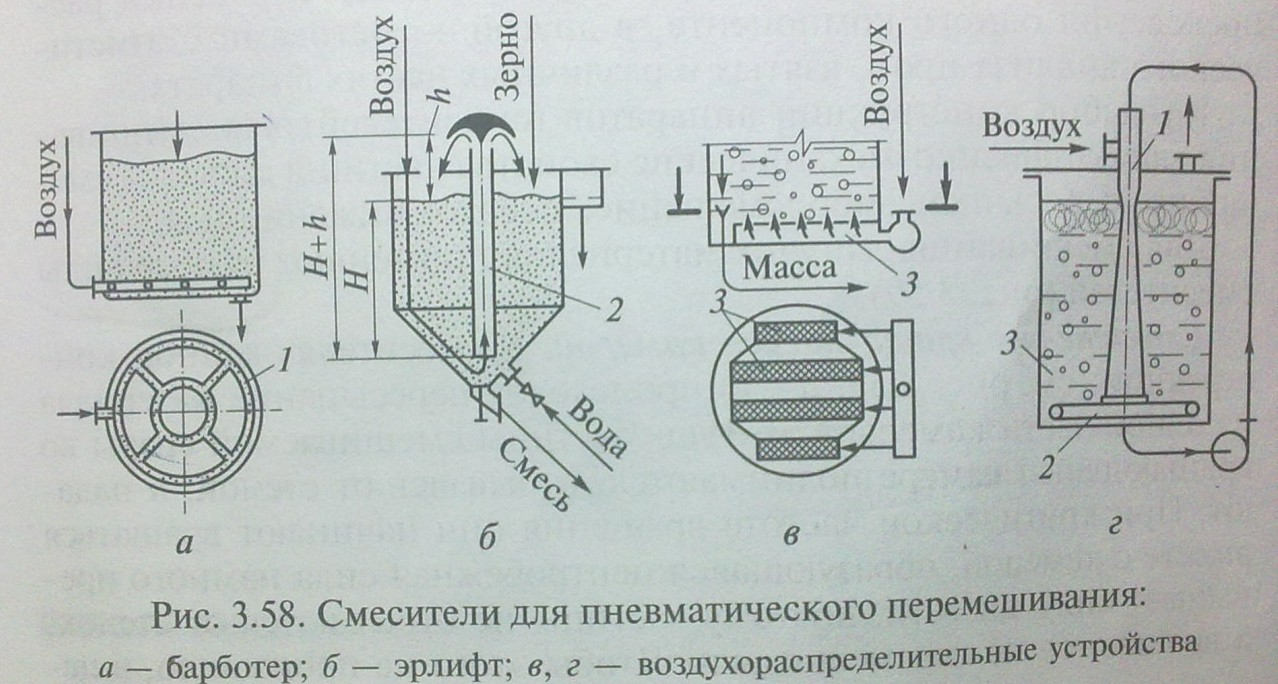 Воздух
1
а
Воздух
h
Зерно
H+h
H
2
Вода
Смесь
б
Воздух
Масса
3
3
в
Воздух
1
3
2
г
Рис. 3.58. Смесители для пневматического перемешивания:
а — барботер; б — эрлифт; в, г — воздухораспределительные устройства